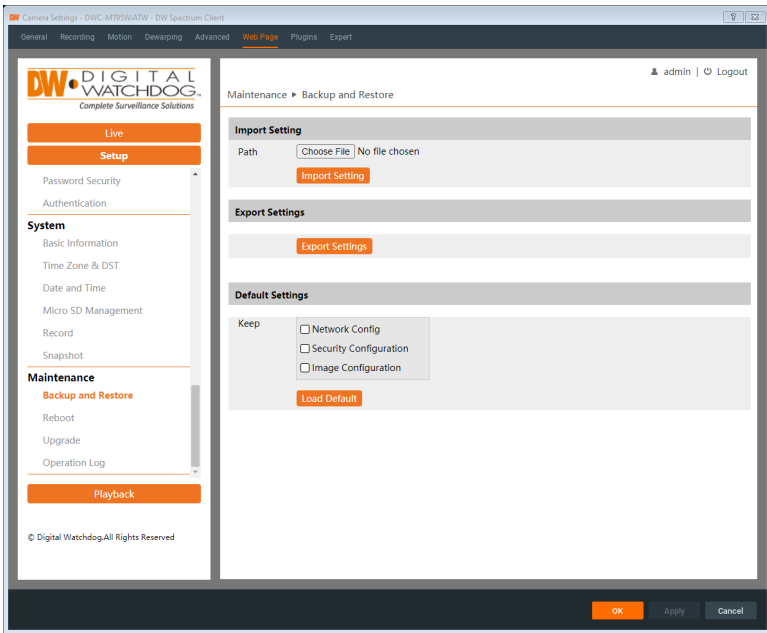 DW Camera Settings - DWC-MT95WiATW - DW Spectrum Client
General Recording Motion Dewarping Advanced Web Page Plugins Expert
DW DIGITAL
WATCHDOG
Complete Surveillance Solutions
Live
Setup
Password Security
Authentication
System
Basic Information
Time Zone & DST
Date and Time
Micro SD Management
Record
Snapshot
Maintenance
Backup and Restore
Reboot
Upgrade
Operation Log
Playback
© Digital Watchdog.All Rights Reserved
admin | Logout
Maintenance ▶ Backup and Restore
Import Setting
Path Choose File No file chosen
Import Setting
Export Settings
Export Settings
Default Settings
Keep Network Config
Security Configuration
Image Configuration
Load Default
OK Apply Cancel